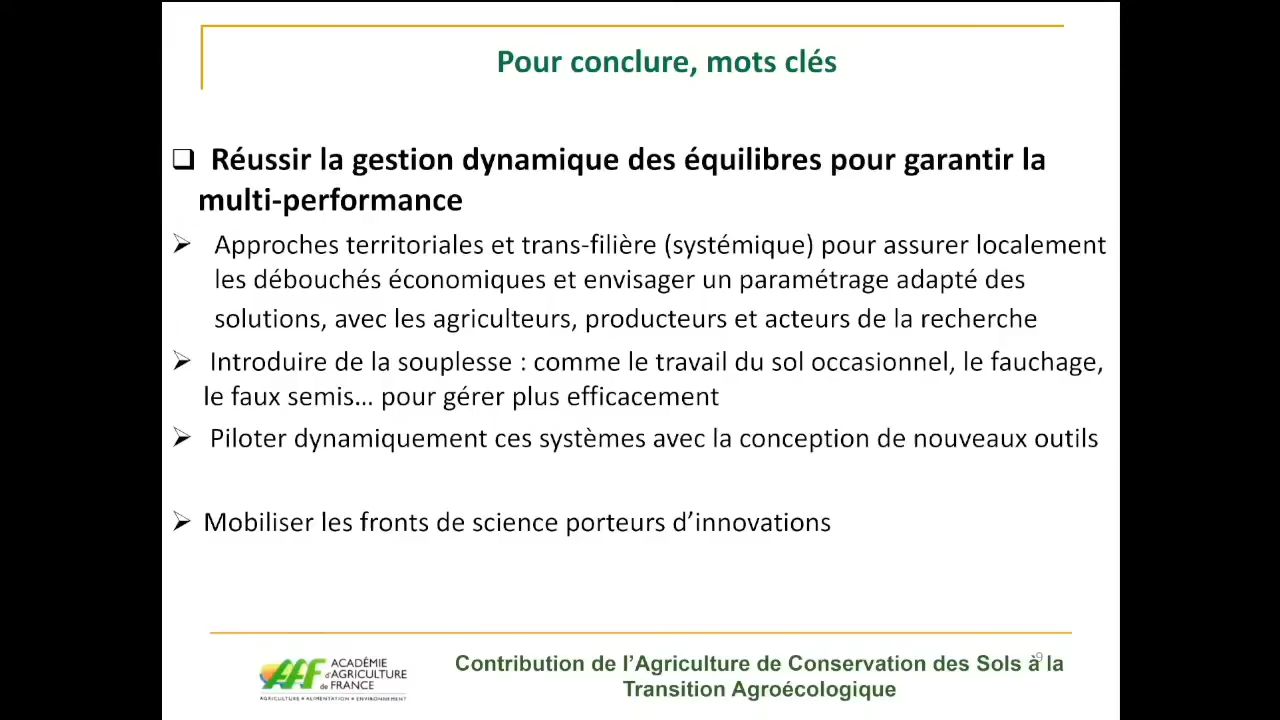 Pour conclure, mots clés
❑ Réussir la gestion dynamique des équilibres pour garantir la
multi-performance
➢ Approches territoriales et trans-filière (systémique) pour assurer localement
les débouchés économiques et envisager un paramétrage adapté des
solutions, avec les agriculteurs, producteurs et acteurs de la recherche
➢ Introduire de la souplesse : comme le travail du sol occasionnel, le fauchage,
le faux semis… pour gérer plus efficacement
➢ Piloter dynamiquement ces systèmes avec la conception de nouveaux outils
➢ Mobiliser les fronts de science porteurs d’innovations
AAF
ACADÉMIE
d'AGRICULTURE
de FRANCE
AGRICULTURE • ALIMENTATION • ENVIRONNEMENT
Contribution de l’Agriculture de Conservation des Sols à la
Transition Agroécologique
9